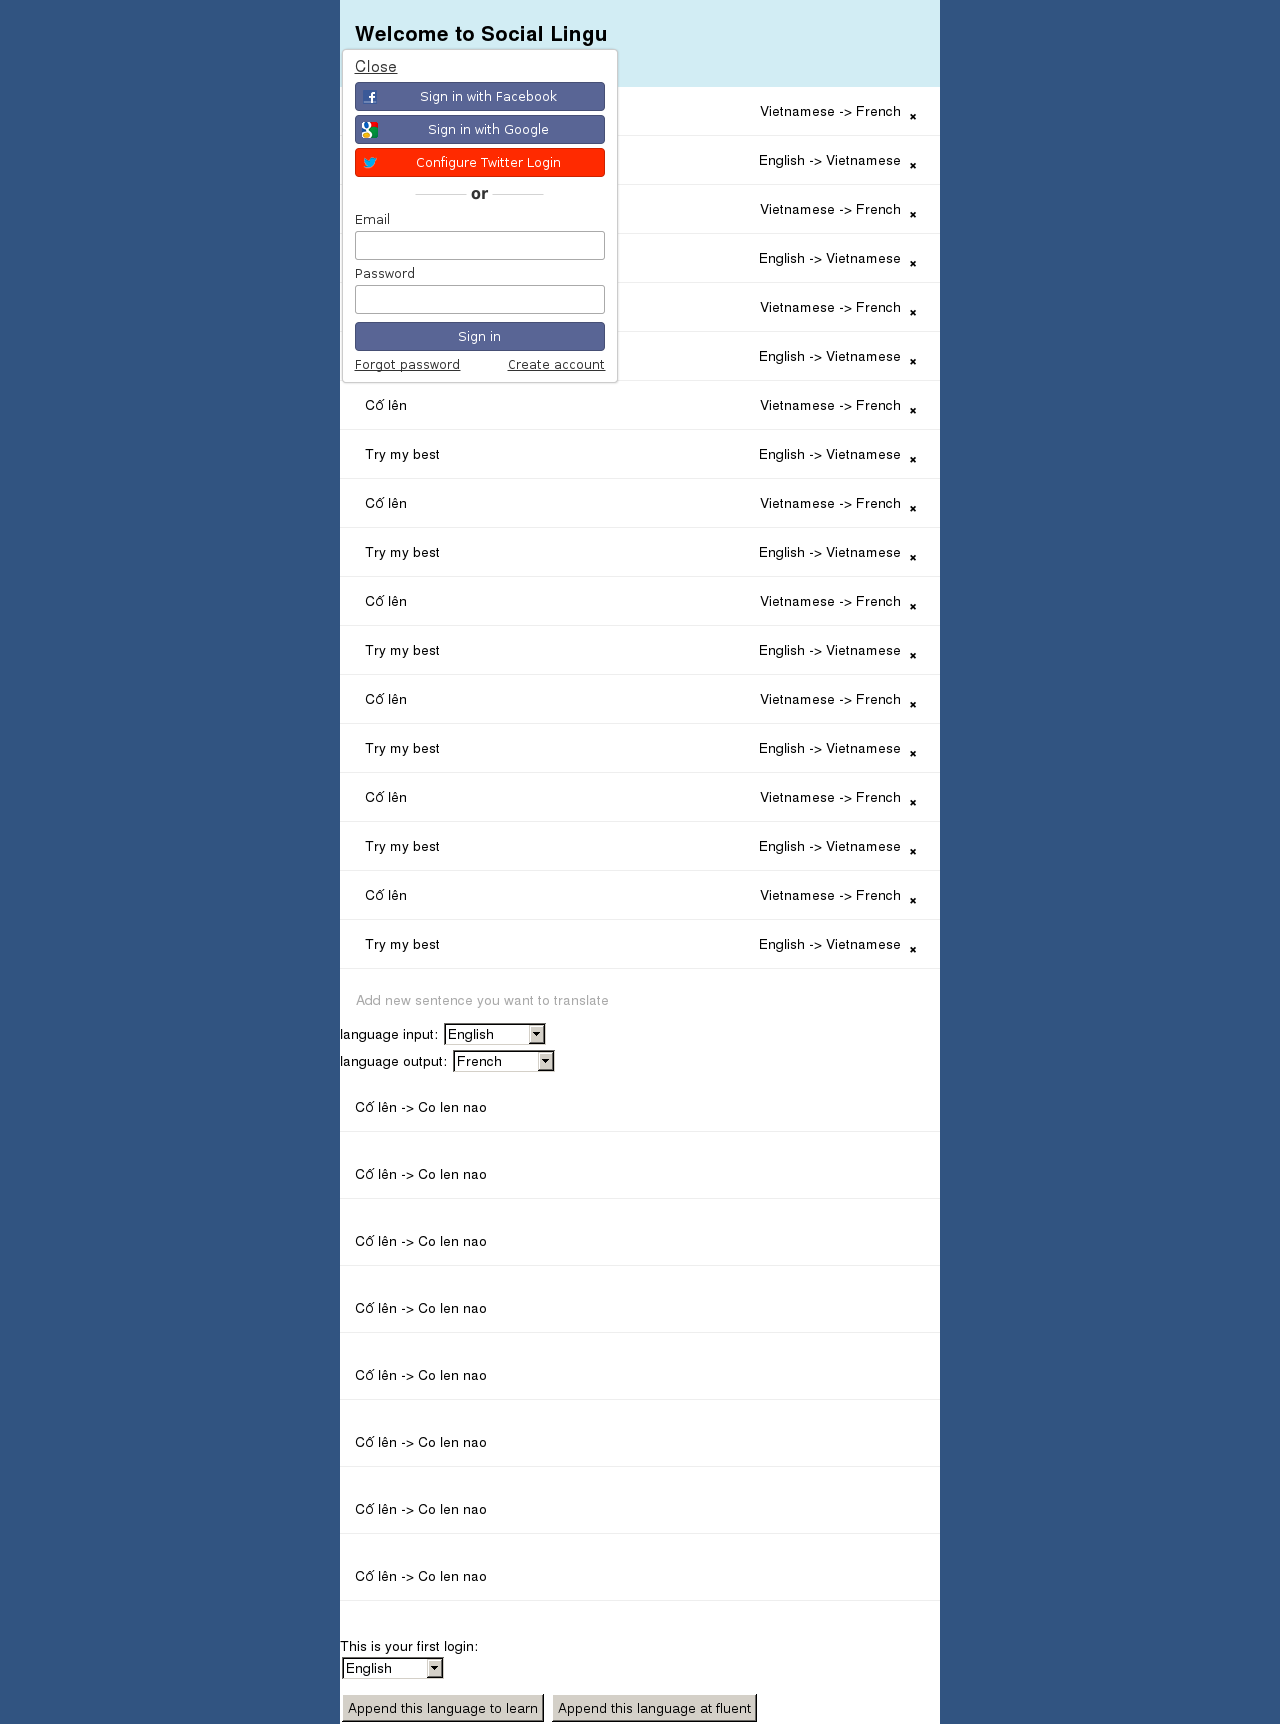 Welcome to Social Lingu
Close
Sign in with Facebook
Sign in with Google
Configure Twitter Login
or
Email
Password
Sign in
Forgot password Create account
Vietnamese -> French ×
English -> Vietnamese ×
Vietnamese -> French ×
English -> Vietnamese ×
Vietnamese -> French ×
English -> Vietnamese ×
Cố lên Vietnamese -> French ×
Try my best English -> Vietnamese ×
Cố lên Vietnamese -> French ×
Try my best English -> Vietnamese ×
Cố lên Vietnamese -> French ×
Try my best English -> Vietnamese ×
Cố lên Vietnamese -> French ×
Try my best English -> Vietnamese ×
Cố lên Vietnamese -> French ×
Try my best English -> Vietnamese ×
Cố lên Vietnamese -> French ×
Try my best English -> Vietnamese ×
Add new sentence you want to translate
language input: English
language output: French
Cố lên -> Co len nao
Cố lên -> Co len nao
Cố lên -> Co len nao
Cố lên -> Co len nao
Cố lên -> Co len nao
Cố lên -> Co len nao
Cố lên -> Co len nao
Cố lên -> Co len nao
This is your first login:
English
Append this language to learn Append this language at fluent